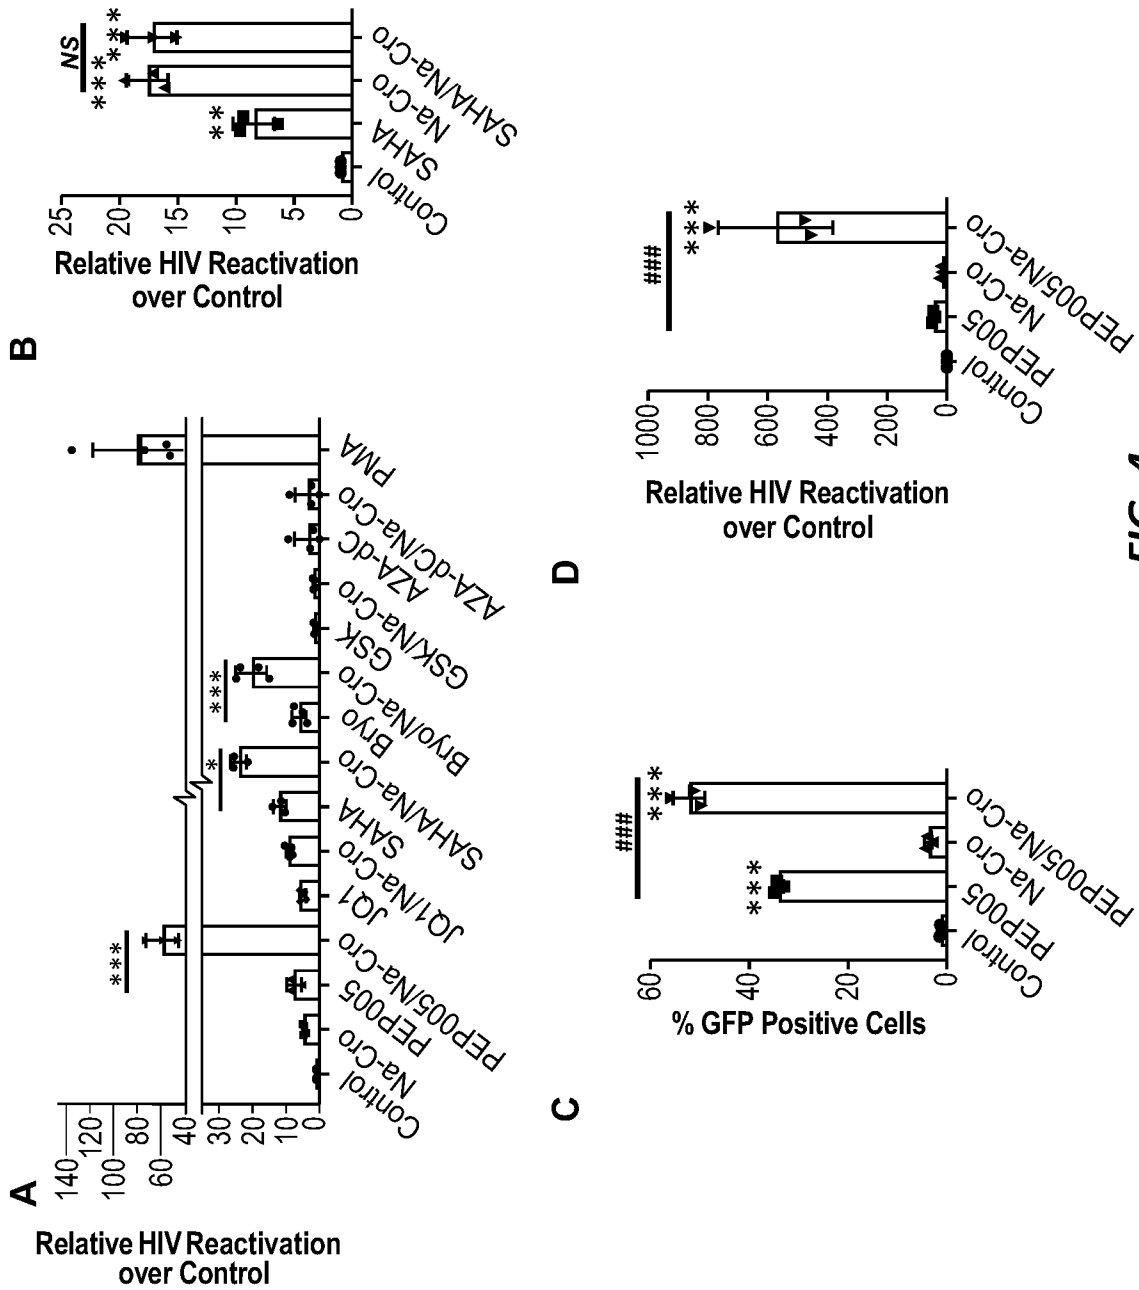 A
Relative HIV Reactivation
over Control
140
120
100
80
60
40
30
20
10
0
***
*
***
Control
Na-Cro
PEP005
PEP005/Na-Cro
JQ1
JQ1/Na-Cro
SAHA
SAHA/Na-Cro
Bryo
Bryo/Na-Cro
GSK
GSK/Na-Cro
AZA-dC
AZA-dC/Na-Cro
PMA
B
Relative HIV Reactivation
over Control
25
20
15
10
5
0
NS
**
***
***
Control
SAHA
Na-Cro
SAHA/Na-Cro
C
% GFP Positive Cells
60
40
20
0
###
***
***
Control
PEP005
Na-Cro
PEP005/Na-Cro
D
Relative HIV Reactivation
over Control
1000
800
600
400
200
0
###
***
Control
PEP005
Na-Cro
PEP005/Na-Cro